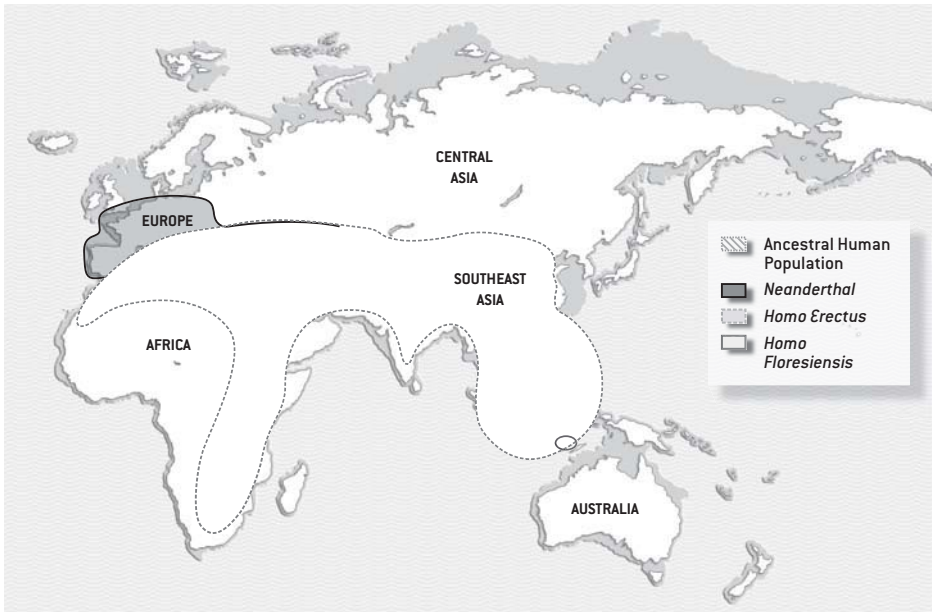 CENTRAL
ASIA
EUROPE
SOUTHEAST
ASIA
AFRICA
AUSTRALIA
Ancestral Human
Population
Neanderthal
Homo Erectus
Homo
Floresiensis